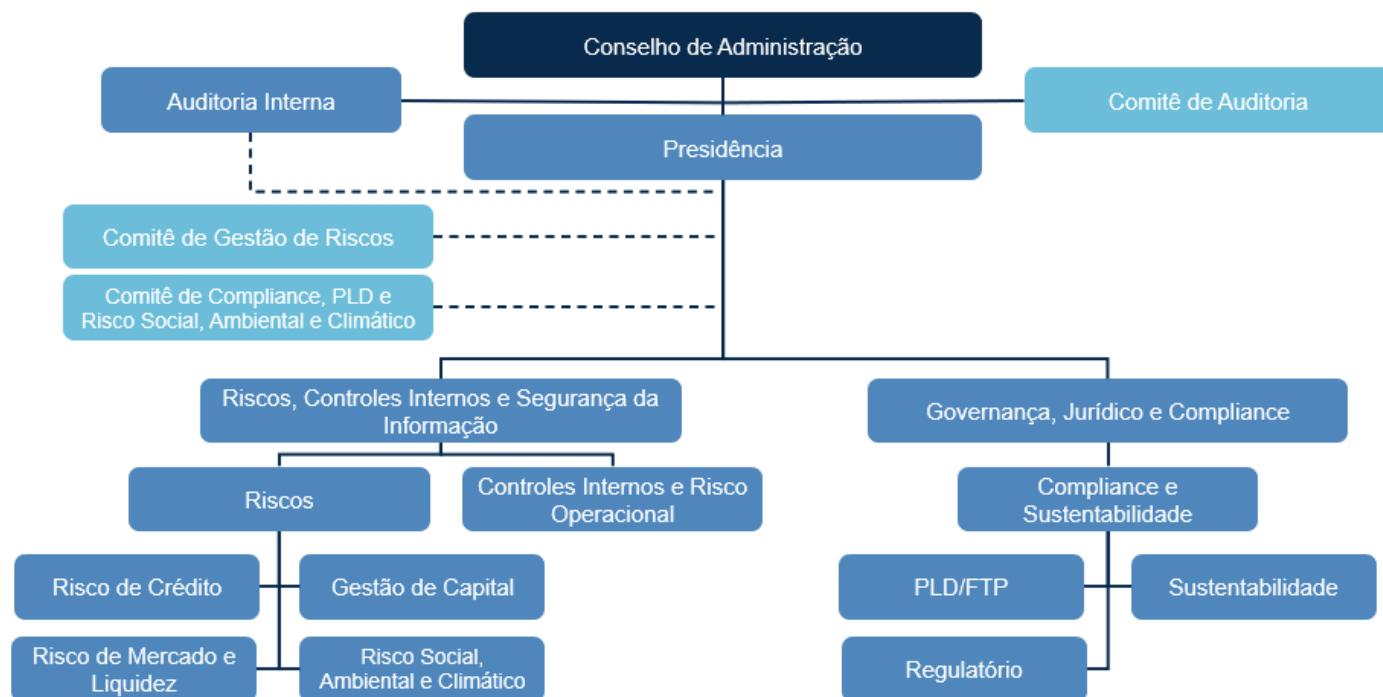 Conselho de Administração
Auditoria Interna
Comitê de Auditoria
Presidência
Comitê de Gestão de Riscos
Comitê de Compliance, PLD e
Risco Social, Ambiental e Climático
Riscos, Controles Internos e Segurança da
Informação
Governança, Jurídico e Compliance
Riscos
Controles Internos e Risco
Operacional
Compliance e
Sustentabilidade
Risco de Crédito
Gestão de Capital
PLD/FTP
Sustentabilidade
Risco de Mercado e
Liquidez
Risco Social,
Ambiental e Climático
Regulatório